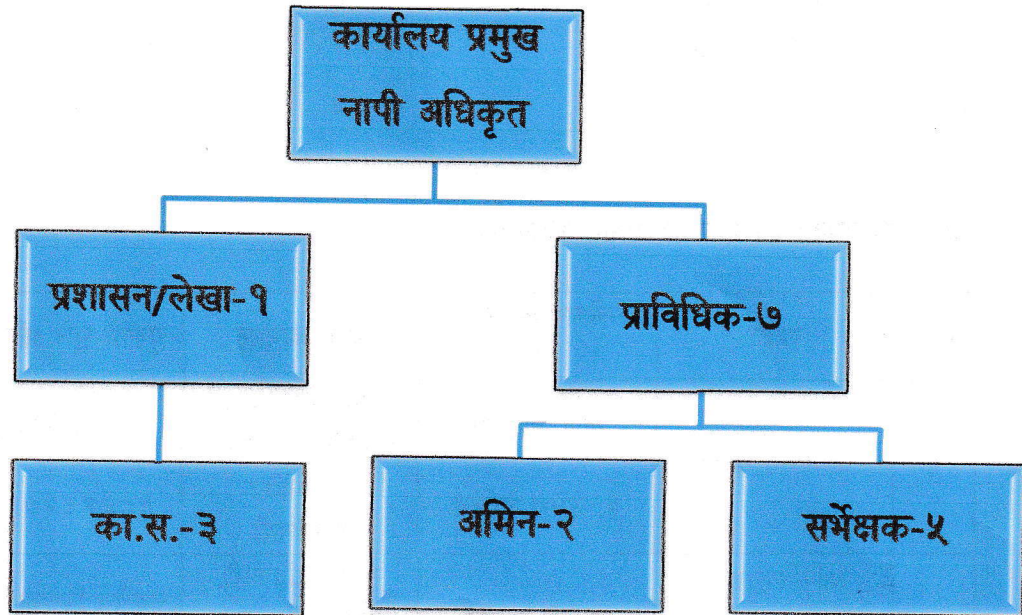 कार्यालय प्रमुख
नापी अधिकृत
प्रशासन/लेखा-१
प्राविधिक-७
का.स.-३
अमिन-२
सर्भेक्षक-५